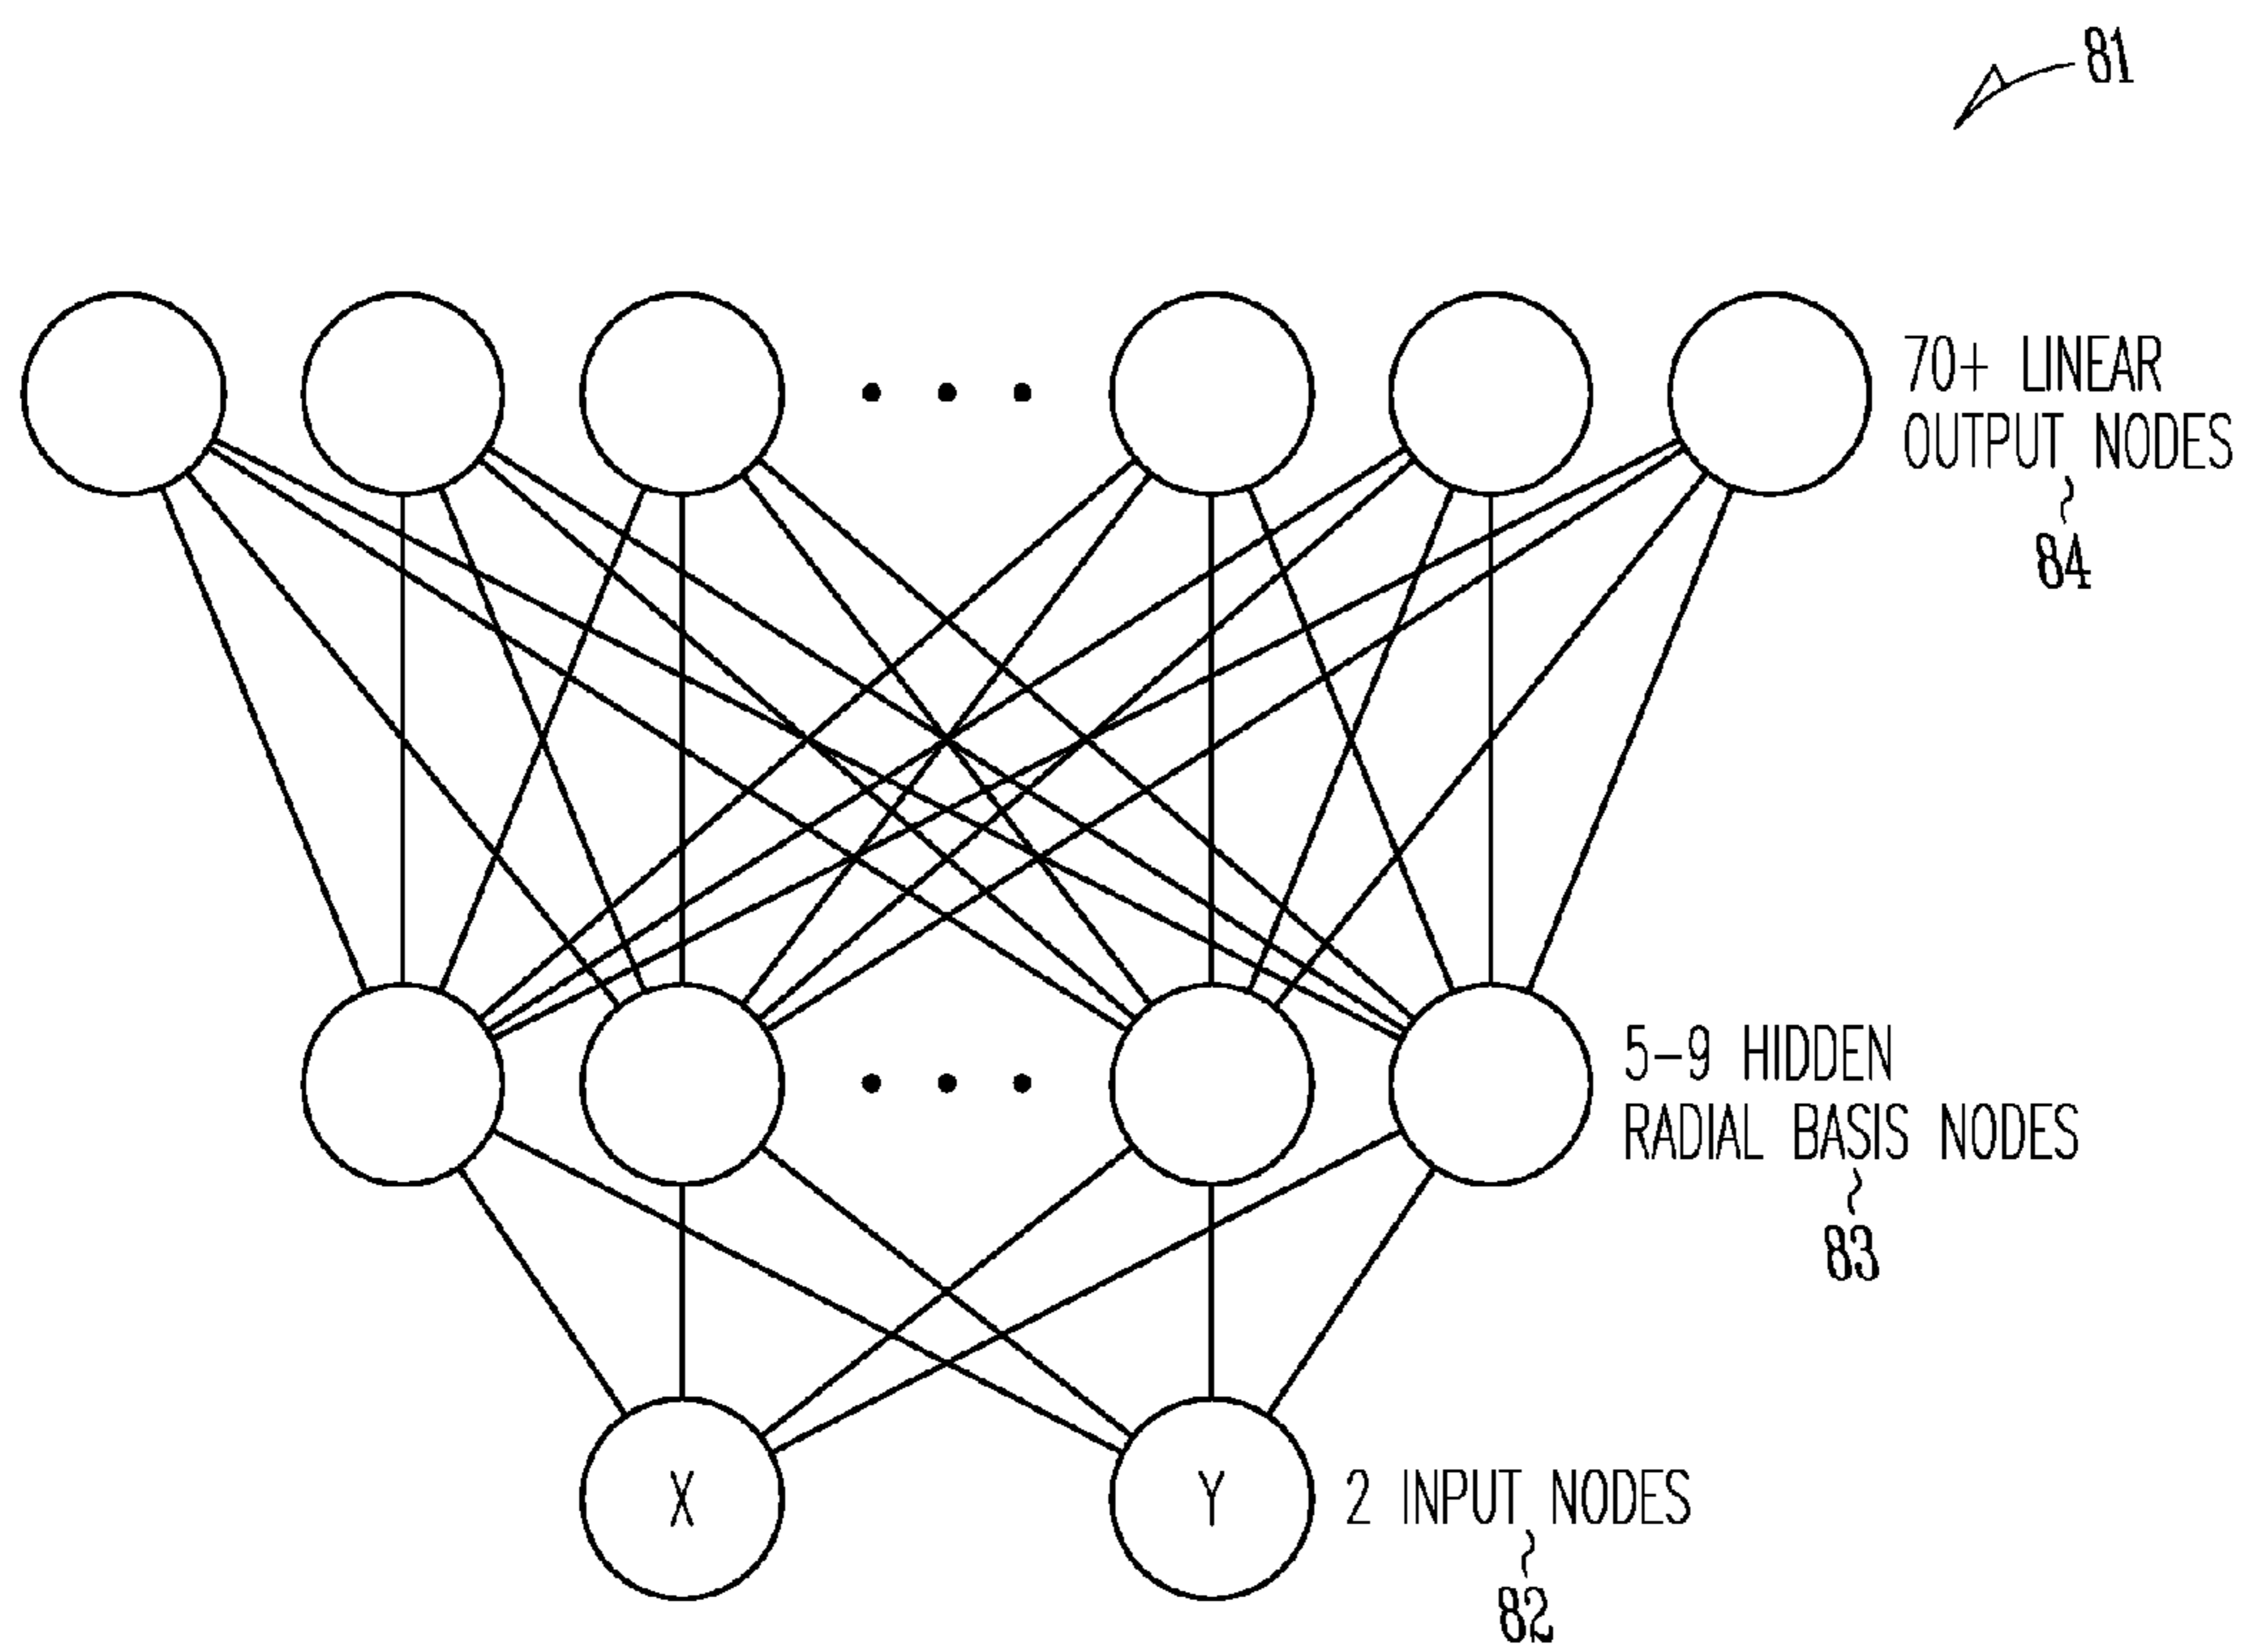 81
70+ LINEAR
OUTPUT NODES
84
5-9 HIDDEN
RADIAL BASIS NODES
83
X
Y
2 INPUT NODES
82